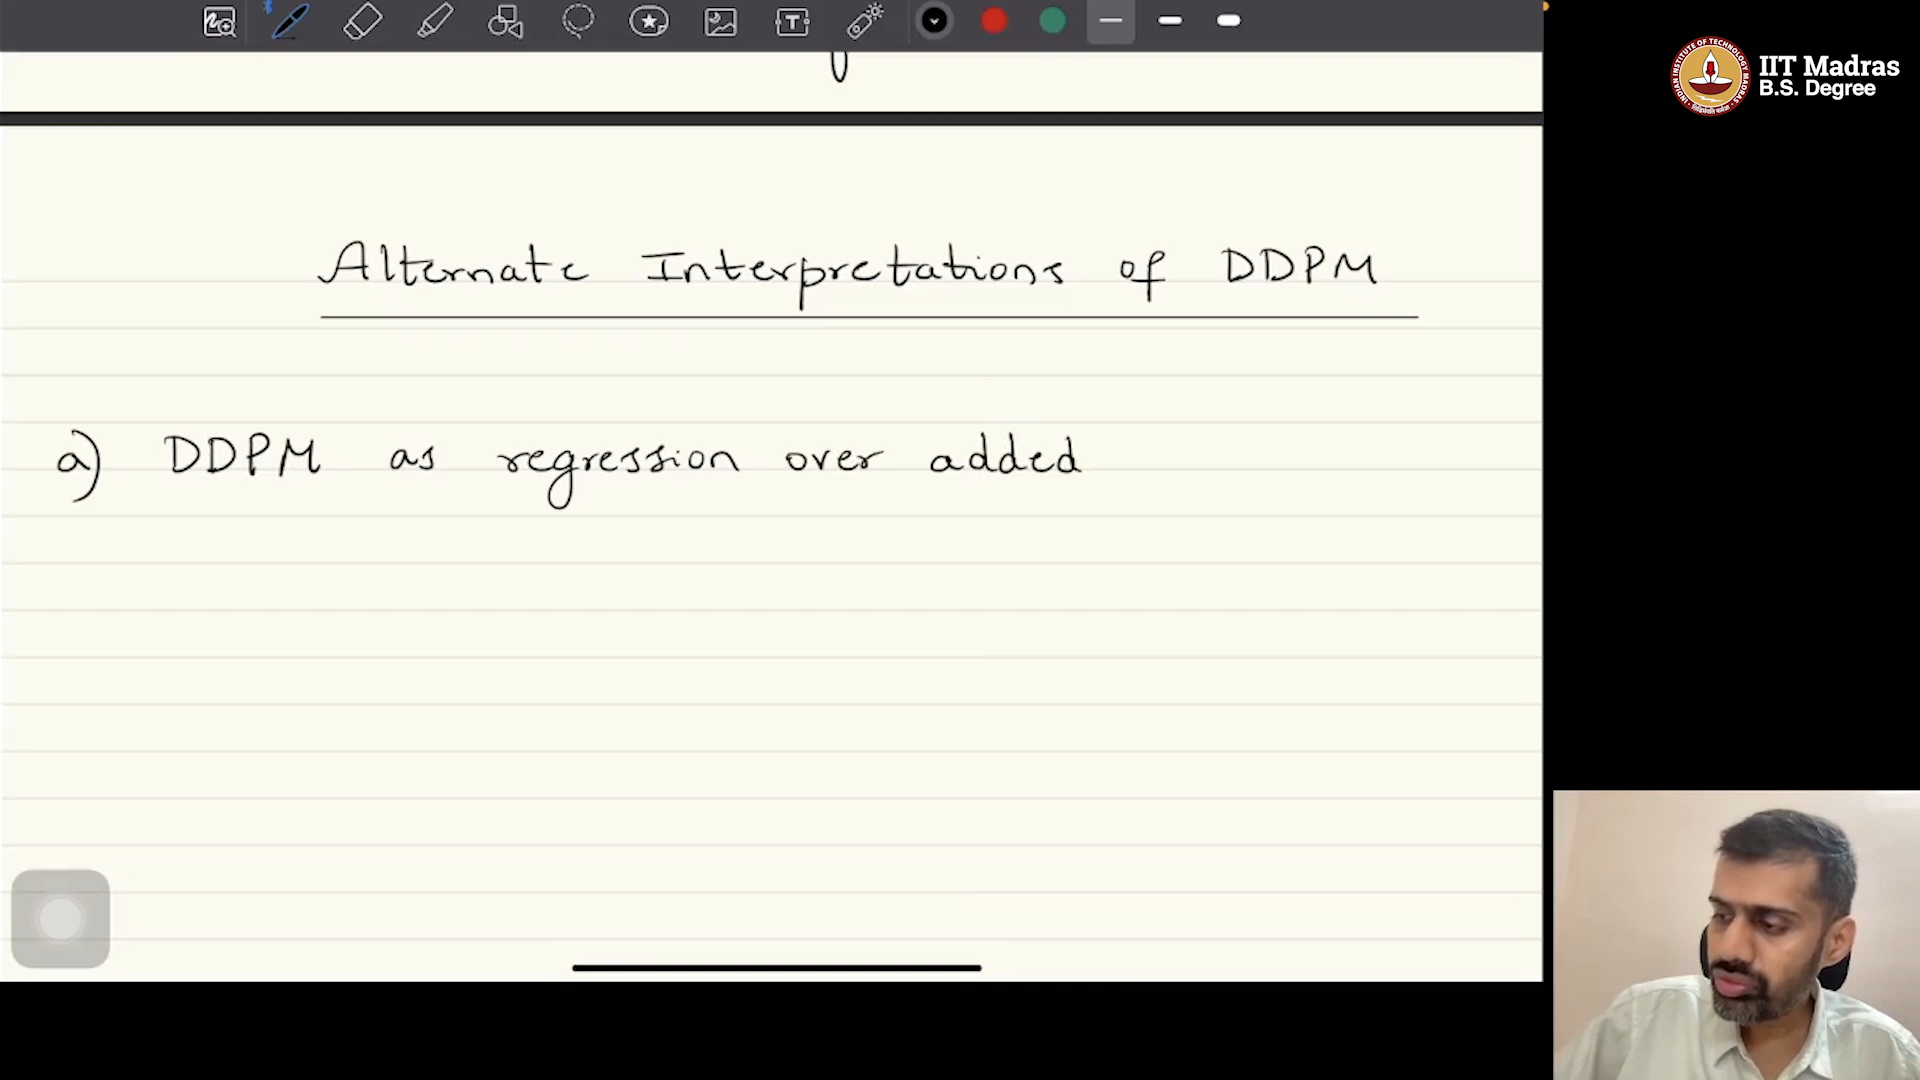 IIT Madras
B.S. Degree
Alternate Interpretations of DDPM
a) DDPM as regression over added